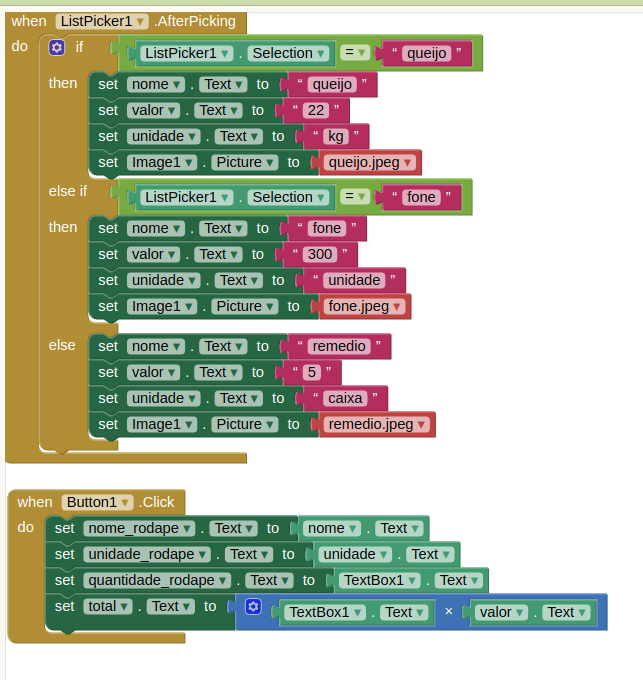 when ListPicker1 .AfterPicking
do if ListPicker1 . Selection = “ queijo ”
then set nome . Text to “ queijo ”
set valor . Text to “ 22 ”
set unidade . Text to “ kg ”
set Image1 . Picture to queijo.jpeg
else if ListPicker1 . Selection = “ fone ”
then set nome . Text to “ fone ”
set valor . Text to “ 300 ”
set unidade . Text to “ unidade ”
set Image1 . Picture to fone.jpeg
else set nome . Text to “ remedio ”
set valor . Text to “ 5 ”
set unidade . Text to “ caixa ”
set Image1 . Picture to remedio.jpeg
when Button1 .Click
do set nome_rodape . Text to nome . Text
set unidade_rodape . Text to unidade . Text
set quantidade_rodape . Text to TextBox1 . Text
set total . Text to TextBox1 . Text × valor . Text